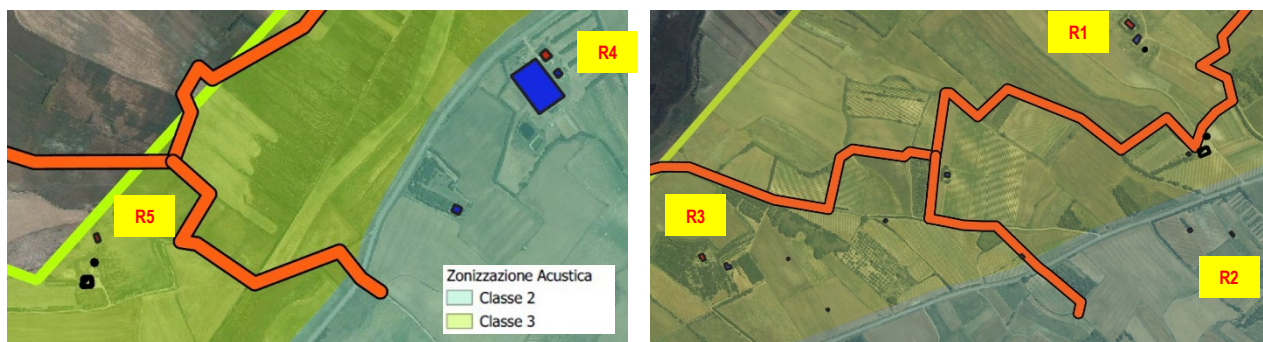 R4
R5
Zonizzazione Acustica
Classe 2
Classe 3
R1
R3
R2